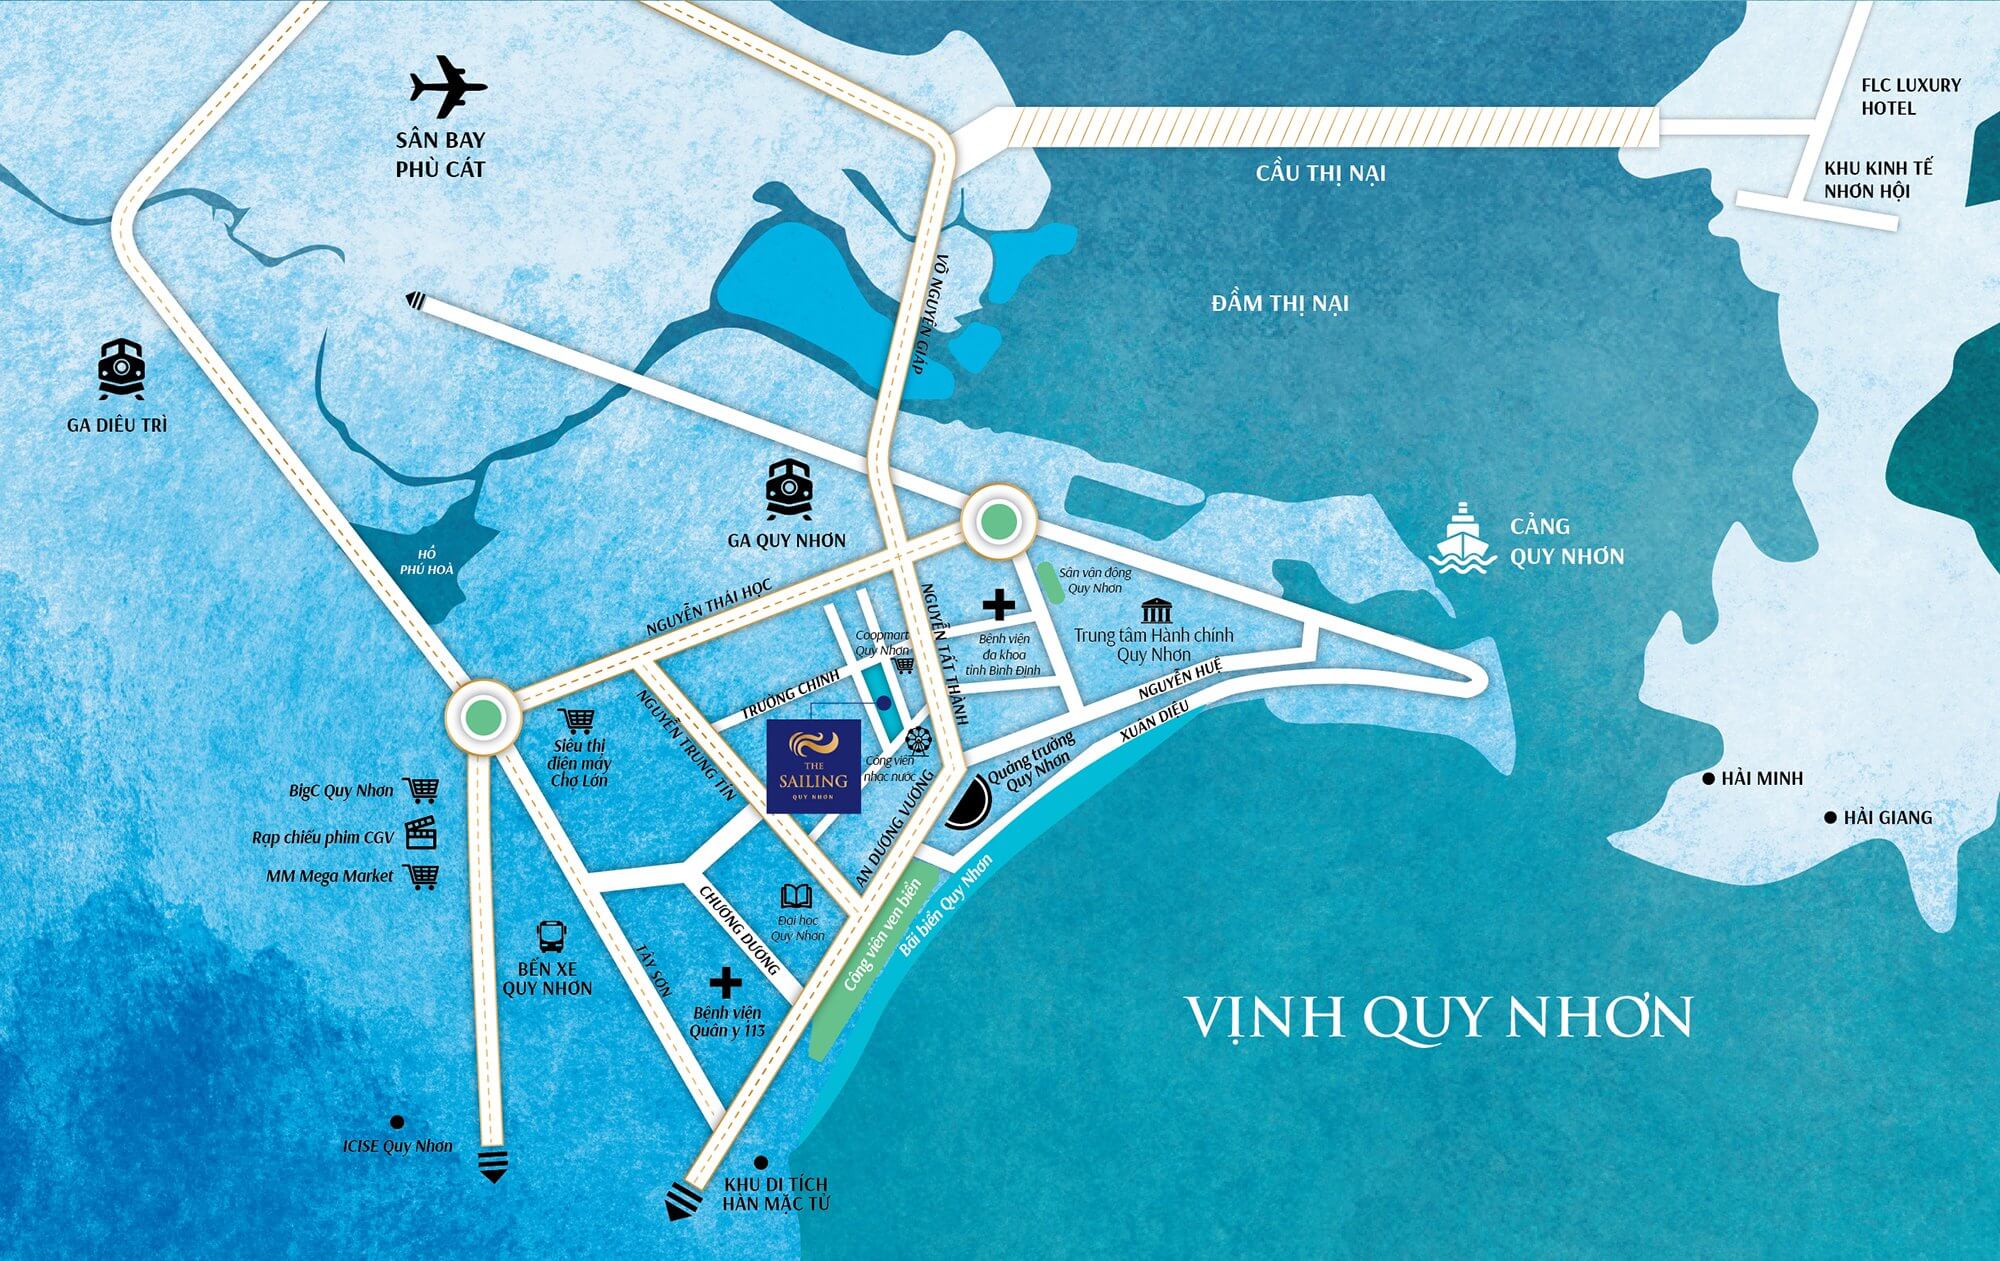 SÂN BAY
PHÙ CÁT
FLC LUXURY
HOTEL
KHU KINH TẾ
NHƠN HỘI
CẦU THỊ NẠI
ĐẦM THỊ NẠI
VÕ NGUYÊN GIÁP
GA DIÊU TRÌ
GA QUY NHƠN
CẢNG
QUY NHƠN
HỒ
PHÚ HOÀ
NGUYỄN THÁI HỌC
Sân vân động
Quy Nhơn
Coopmart
Quy Nhơn
NGUYỄN TẤT THÀNH
Bệnh viện
đa khoa
tỉnh Bình Định
Trung tâm Hành chính
Quy Nhơn
NGUYỄN HUỆ
XUÂN DIỆU
TRƯỜNG CHINH
NGUYỄN TRUNG TÍN
THE
SAILING
QUY NHON
Công viên
nhạc nước
Quảng trường
Quy Nhơn
AN DƯƠNG VƯƠNG
Siêu thị
điện máy
Chợ Lớn
BigC Quy Nhơn
Rạp chiếu phim CGV
MM Mega Market
HẢI MINH
HẢI GIANG
CHƯƠNG DƯƠNG
Đại học
Quy Nhơn
Công viên ven biển
Bãi biển Quy Nhơn
BẾN XE
QUY NHƠN
TÂY SƠN
Bệnh viện
Quân y 113
VỊNH QUY NHƠN
ICISE Quy Nhơn
KHU DI TÍCH
HÀN MẶC TỬ